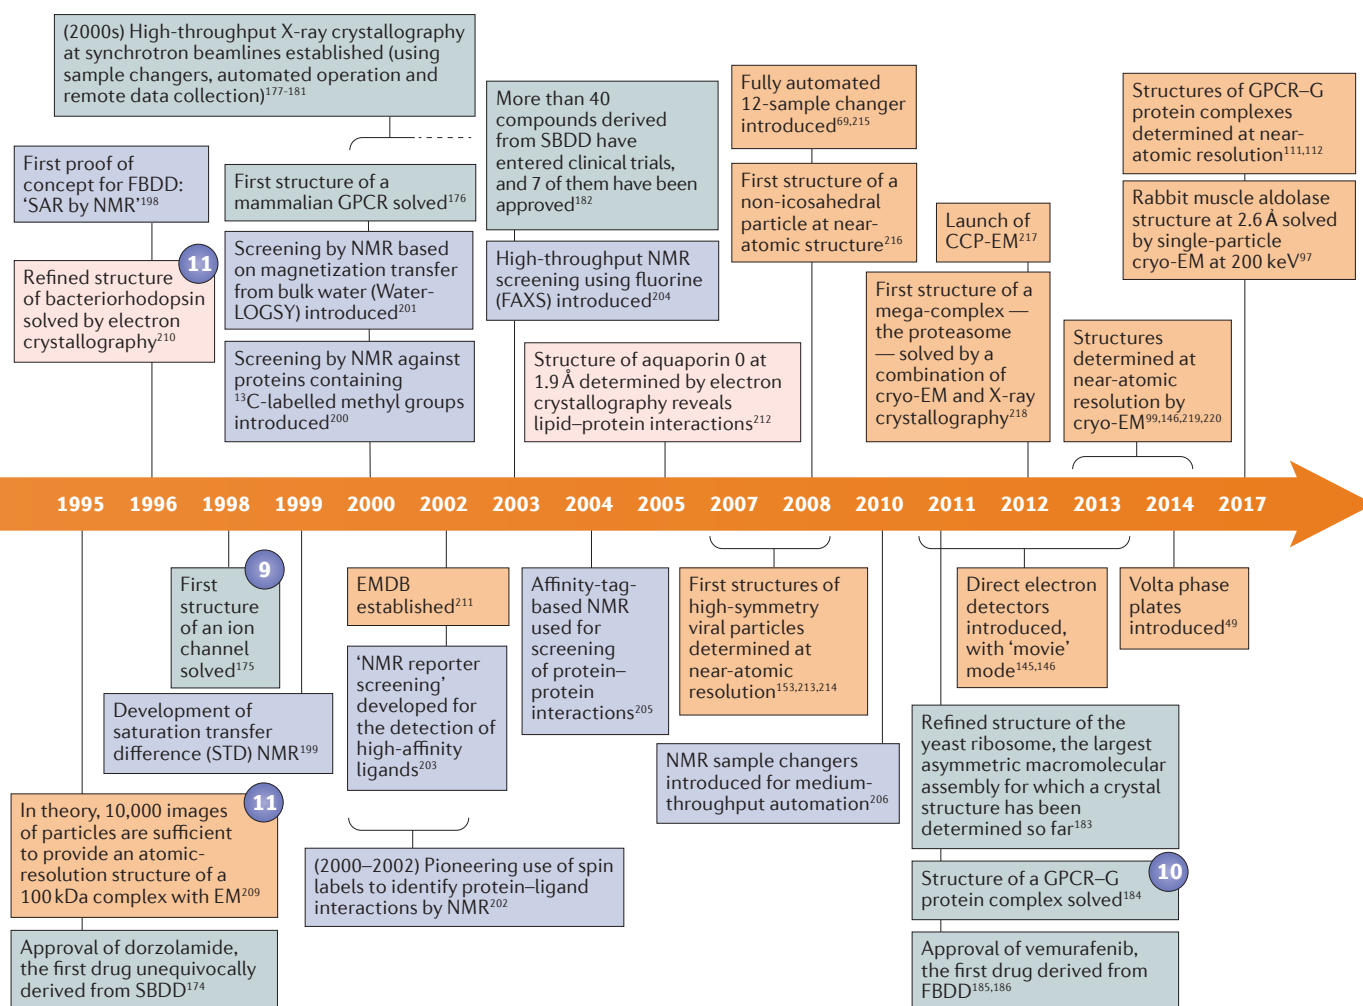 (2000s) High-throughput X-ray crystallography
at synchrotron beamlines established (using
sample changers, automated operation and
remote data collection)177-181
First proof of
concept for FBDD:
‘SAR by NMR’198
11
Refined structure
of bacteriorhodopsin
solved by electron
crystallography210
First structure of a
mammalian GPCR solved176
Screening by NMR based
on magnetization transfer
from bulk water (Water-
LOGSY) introduced201
Screening by NMR against
proteins containing
13C-labelled methyl groups
introduced200
More than 40
compounds derived
from SBDD have
entered clinical trials,
and 7 of them have been
approved182
High-throughput NMR
screening using fluorine
(FAXS) introduced204
Structure of aquaporin 0 at
1.9 Å determined by electron
crystallography reveals
lipid–protein interactions212
Fully automated
12-sample changer
introduced69,215
First structure of a
non-icosahedral
particle at near-
atomic structure216
Launch of
CCP-EM217
First structure of a
mega-complex —
the proteasome
— solved by a
combination of
cryo-EM and X-ray
crystallography218
Structures
determined at
near-atomic
resolution by
cryo-EM99,146,219,220
Structures of GPCR–G
protein complexes
determined at near-
atomic resolution111,112
Rabbit muscle aldolase
structure at 2.6 Å solved
by single-particle
cryo-EM at 200 keV97
1995 1996 1998 1999 2000 2002 2003 2004 2005 2007 2008 2010 2011 2012 2013 2014 2017
9
First
structure
of an ion
channel
solved175
Development of
saturation transfer
difference (STD) NMR199
11
In theory, 10,000 images
of particles are sufficient
to provide an atomic-
resolution structure of a
100 kDa complex with EM209
Approval of dorzolamide,
the first drug unequivocally
derived from SBDD174
EMDB
established211
‘NMR reporter
screening’
developed for
the detection of
high-affinity
ligands203
(2000–2002) Pioneering use of spin
labels to identify protein–ligand
interactions by NMR202
Affinity-tag-
based NMR
used for
screening
of protein–
protein
interactions205
First structures of
high-symmetry
viral particles
determined at
near-atomic
resolution153,213,214
NMR sample changers
introduced for medium-
throughput automation206
Direct electron
detectors
introduced,
with ‘movie’
mode145,146
Volta phase
plates
introduced49
Refined structure of the
yeast ribosome, the largest
asymmetric macromolecular
assembly for which a crystal
structure has been
determined so far183
10
Structure of a GPCR–G
protein complex solved184
Approval of vemurafenib,
the first drug derived from
FBDD185,186